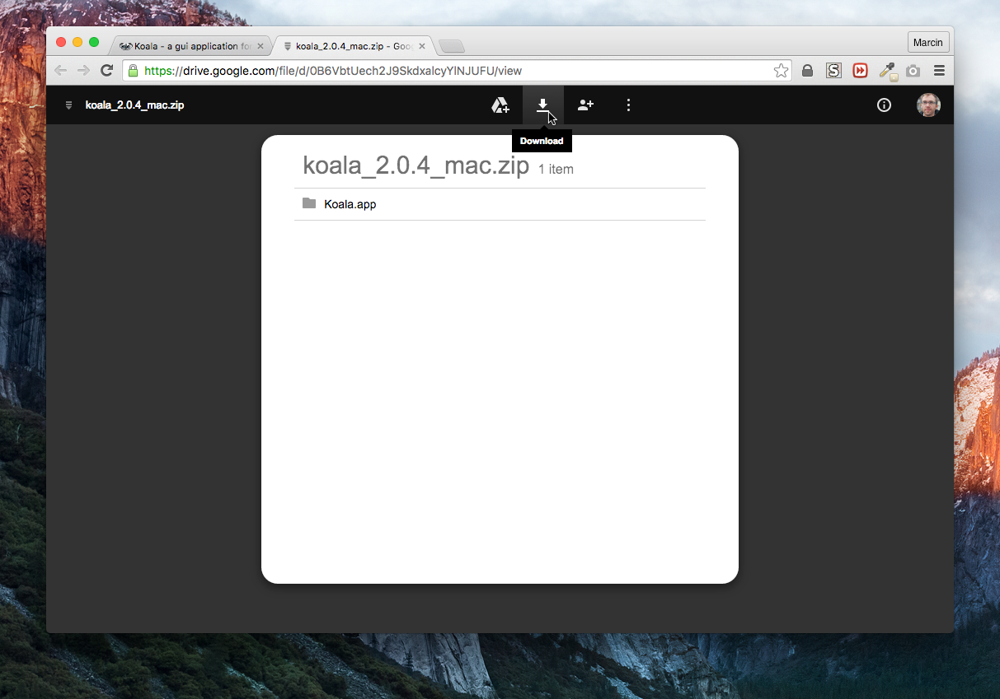 Koala - a gui application for
koala_2.0.4_mac.zip - Goo
Marcin
https://drive.google.com/file/d/0B6VbtUech2J9SkdxalcyYlNJUFU/view
koala_2.0.4_mac.zip
Download
koala_2.0.4_mac.zip 1 item
Koala.app